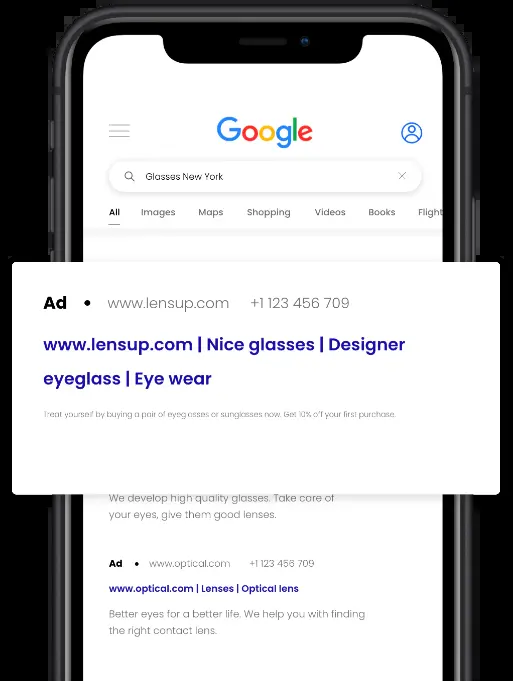 Google
Glasses New York
All Images Maps Shopping Videos Books Flight
Ad • www.lensup.com +1 123 456 709
www.lensup.com | Nice glasses | Designer
eyeglass | Eye wear
Treat yourself by buying a pair of eyeglasses or sunglasses now. Get 10% off your first purchase.
We develop high quality glasses. Take care of
your eyes, give them good lenses.
Ad • www.optical.com +1 123 456 709
www.optical.com | Lenses | Optical lens
Better eyes for a better life. We help you with finding
the right contact lens.